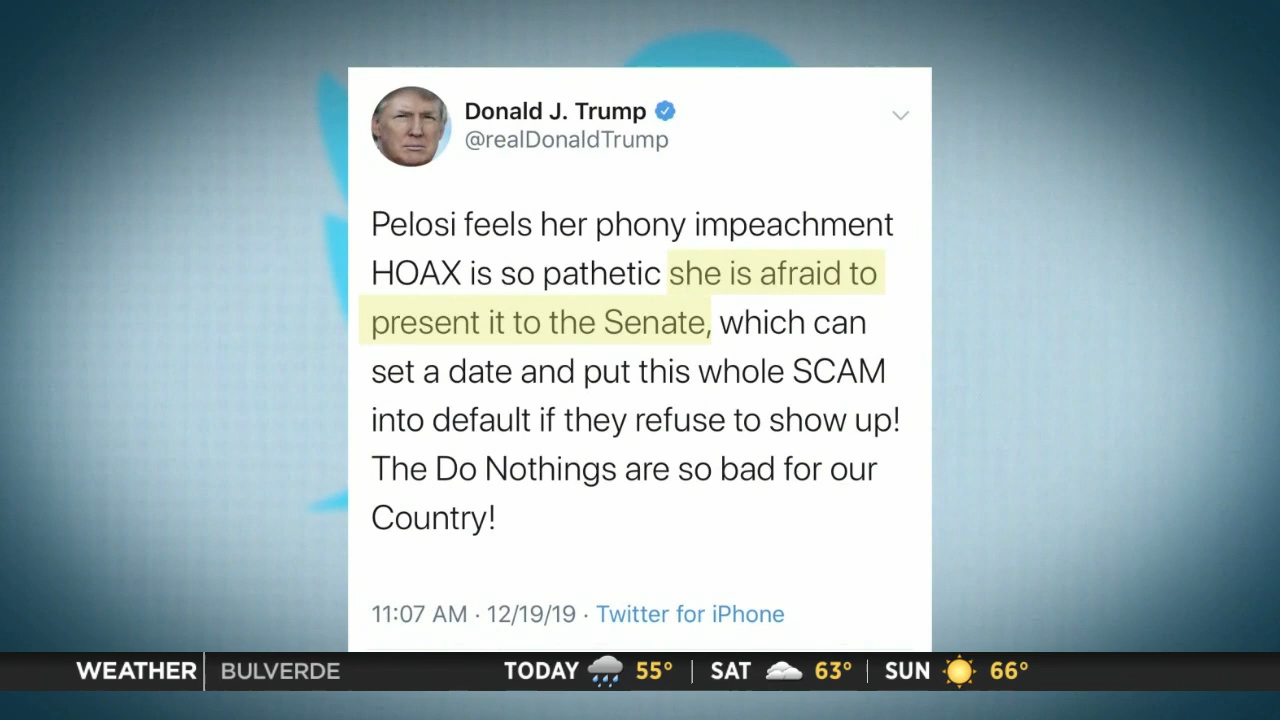 Donald J. Trump
@realDonaldTrump
Pelosi feels her phony impeachment
HOAX is so pathetic she is afraid to
present it to the Senate, which can
set a date and put this whole SCAM
into default if they refuse to show up!
The Do Nothings are so bad for our
Country!
11:07 AM · 12/19/19 · Twitter for iPhone
WEATHER | BULVERDE TODAY 55° | SAT 63° | SUN 66°